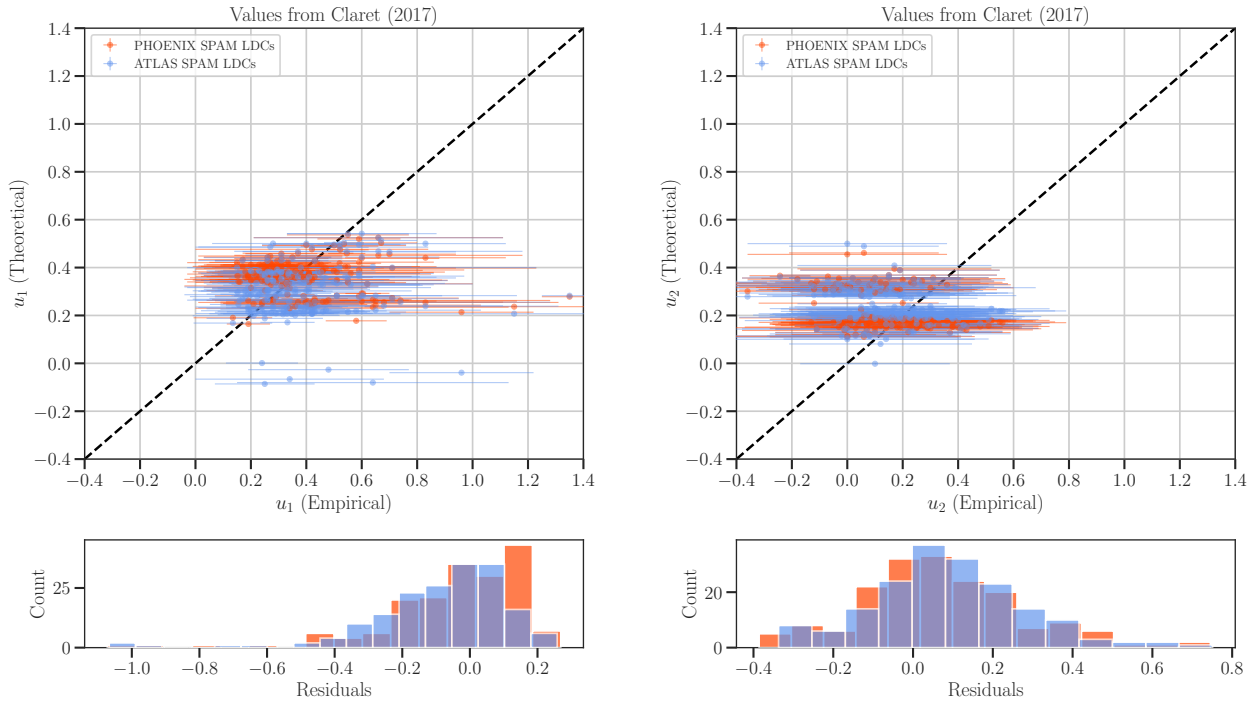 Values from Claret (2017)
PHOENIX SPAM LDCs
ATLAS SPAM LDCs
1.4
1.2
1.0
0.8
0.6
0.4
0.2
0.0
−0.2
−0.4
u₁ (Theoretical)
−0.4 −0.2 0.0 0.2 0.4 0.6 0.8 1.0 1.2 1.4
u₁ (Empirical)
Values from Claret (2017)
PHOENIX SPAM LDCs
ATLAS SPAM LDCs
1.4
1.2
1.0
0.8
0.6
0.4
0.2
0.0
−0.2
−0.4
u₂ (Theoretical)
−0.4 −0.2 0.0 0.2 0.4 0.6 0.8 1.0 1.2 1.4
u₂ (Empirical)
Count
25
0
−1.0 −0.8 −0.6 −0.4 −0.2 0.0 0.2
Residuals
Count
20
0
−0.4 −0.2 0.0 0.2 0.4 0.6 0.8
Residuals